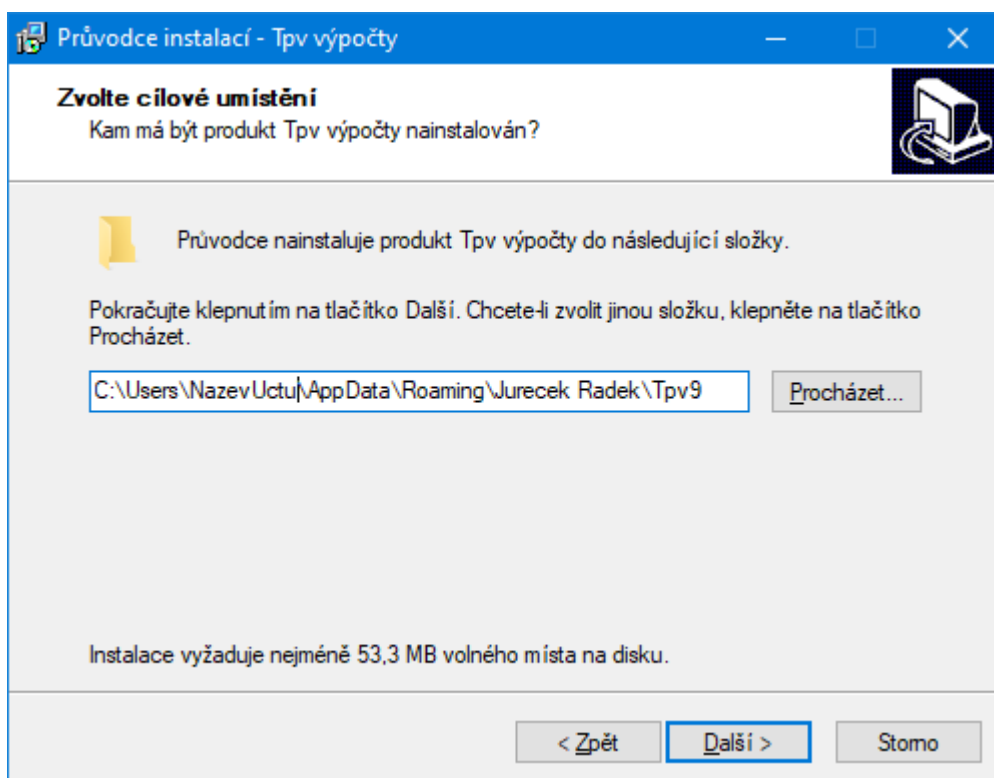 Průvodce instalací - Tpv výpočty
Zvolte cílové umístění
Kam má být produkt Tpv výpočty nainstalován?
Průvodce nainstaluje produkt Tpv výpočty do následující složky.
Pokračujte klepnutím na tlačítko Další. Chcete-li zvolit jinou složku, klepněte na tlačítko
Procházet.
C:\Users\NazevUctu\AppData\Roaming\Jurecek Radek\Tpv9
Procházet...
Instalace vyžaduje nejméně 53,3 MB volného místa na disku.
< Zpět
Další >
Storno